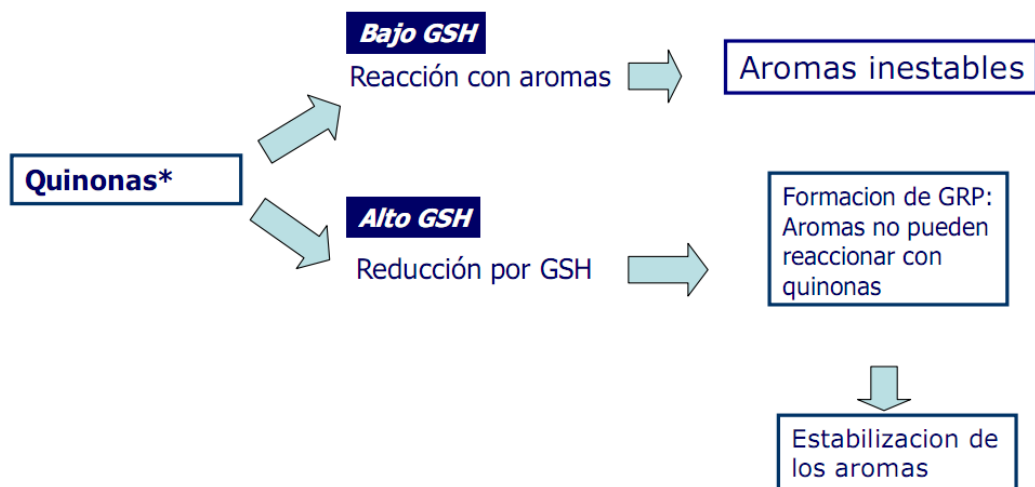 Bajo GSH
Reacción con aromas
Aromas inestables
Quinonas*
Alto GSH
Reducción por GSH
Formacion de GRP:
Aromas no pueden
reaccionar con
quinonas
Estabilizacion de
los aromas